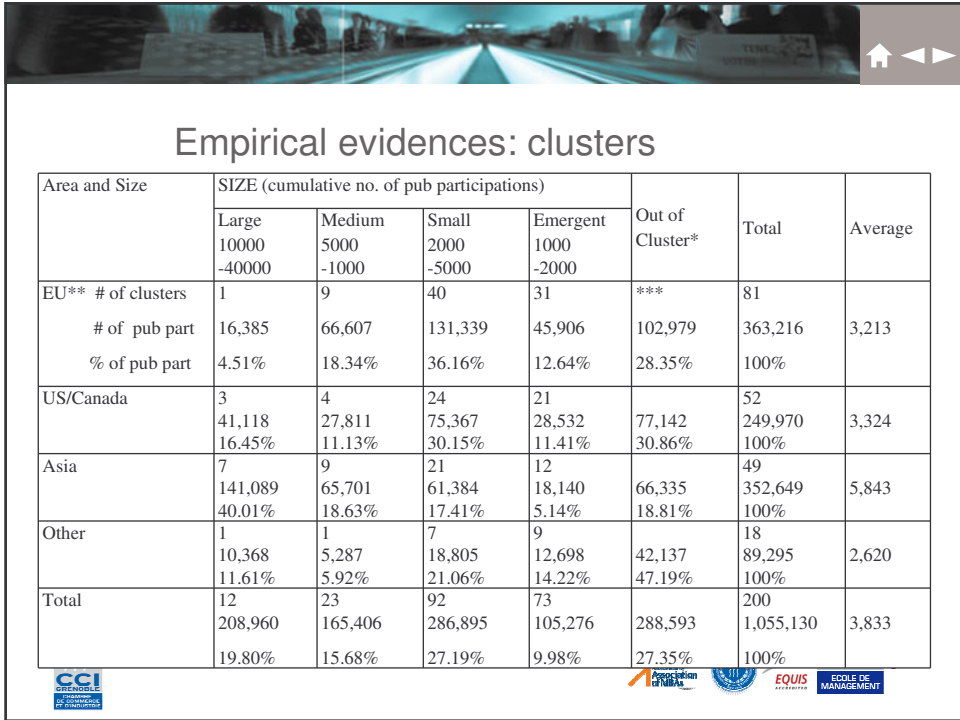 Empirical evidences: clusters
Area and Size SIZE (cumulative no. of pub participations) Out of Cluster* Total Average
Large 10000 -40000 Medium 5000 -1000 Small 2000 -5000 Emergent 1000 -2000
EU** # of clusters 1 9 40 31 *** 81
# of pub part 16,385 66,607 131,339 45,906 102,979 363,216 3,213
% of pub part 4.51% 18.34% 36.16% 12.64% 28.35% 100%
US/Canada 3 4 24 21 52
41,118 27,811 75,367 28,532 77,142 249,970 3,324
16.45% 11.13% 30.15% 11.41% 30.86% 100%
Asia 7 9 21 12 49
141,089 65,701 61,384 18,140 66,335 352,649 5,843
40.01% 18.63% 17.41% 5.14% 18.81% 100%
Other 1 1 7 9 18
10,368 5,287 18,805 12,698 42,137 89,295 2,620
11.61% 5.92% 21.06% 14.22% 47.19% 100%
Total 12 23 92 73 200
208,960 165,406 286,895 105,276 288,593 1,055,130 3,833
19.80% 15.68% 27.19% 9.98% 27.35% 100%
CCI
GRENOBLE
CHAMBRE
DE COMMERCE
ET D'INDUSTRIE
Association
of MBAs
EQUIS
ACCREDITED
ECOLE DE
MANAGEMENT